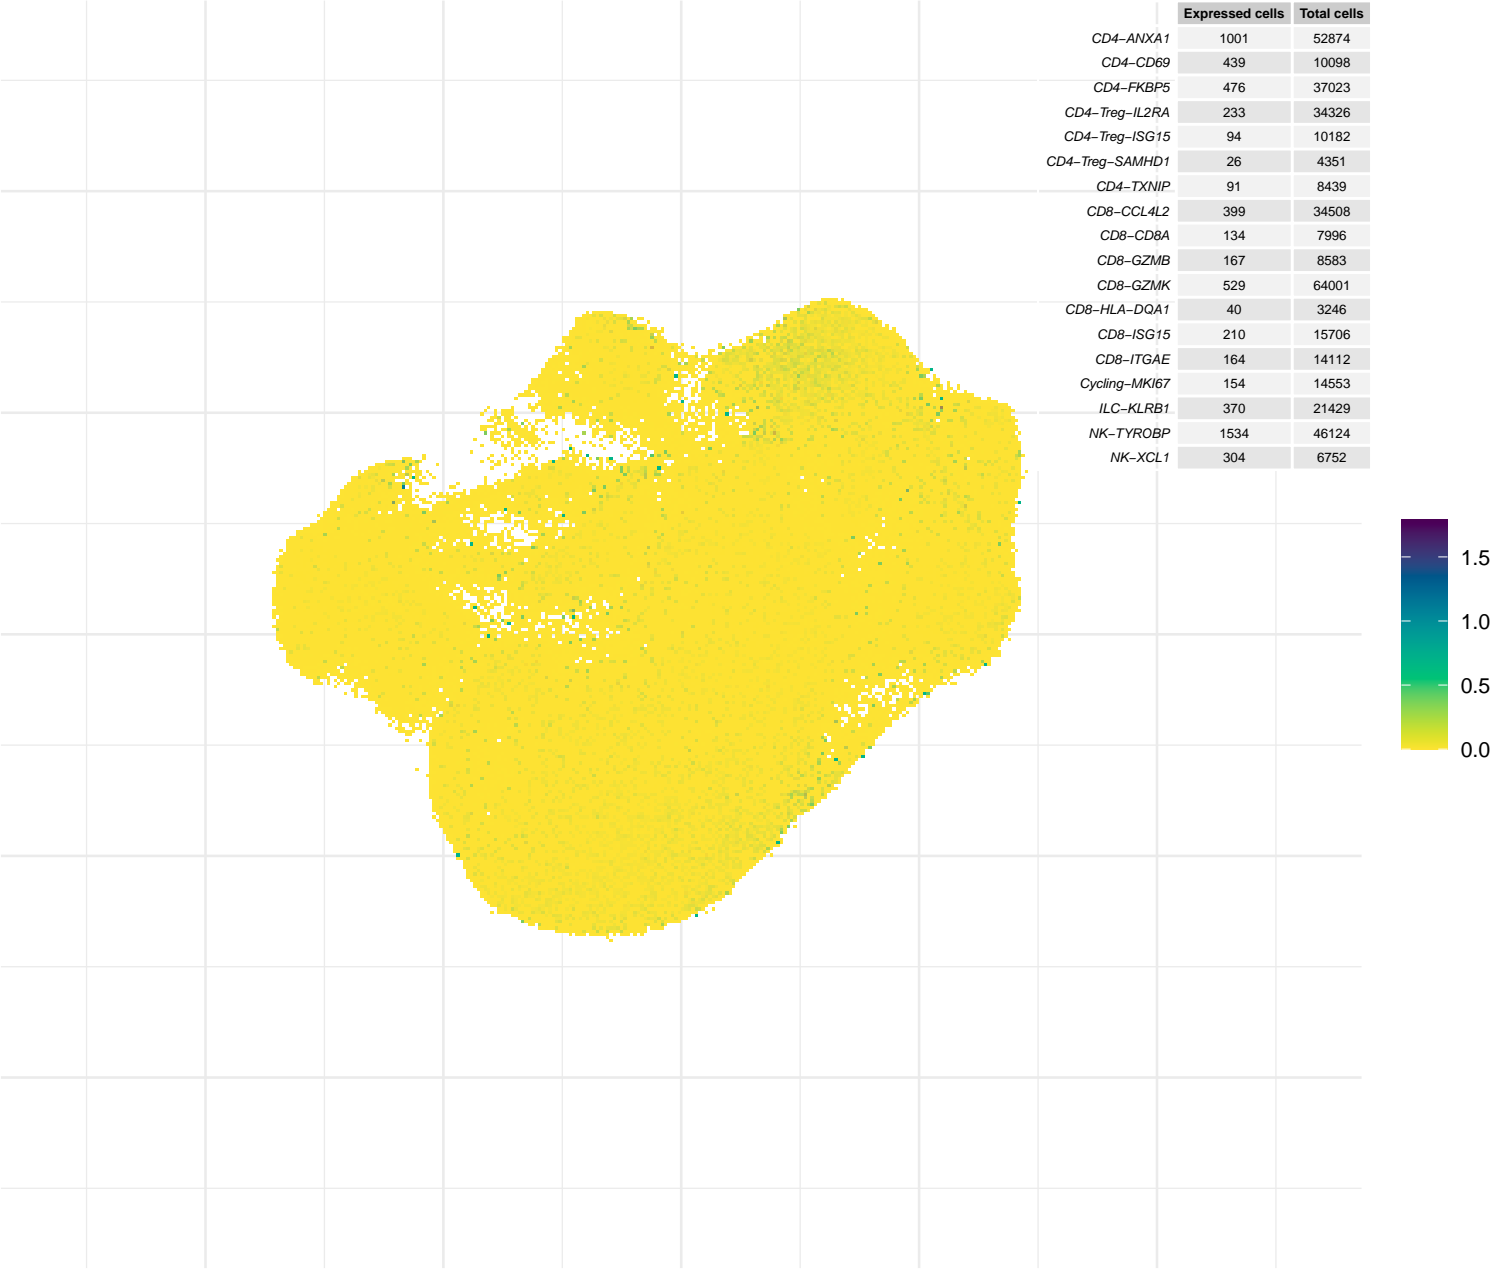 Expressed cells Total cells
CD4−ANXA1 1001 52874
CD4−CD69 439 10098
CD4−FKBP5 476 37023
CD4−Treg−IL2RA 233 34326
CD4−Treg−ISG15 94 10182
CD4−Treg−SAMHD1 26 4351
CD4−TXNIP 91 8439
CD8−CCL4L2 399 34508
CD8−CD8A 134 7996
CD8−GZMB 167 8583
CD8−GZMK 529 64001
CD8−HLA−DQA1 40 3246
CD8−ISG15 210 15706
CD8−ITGAE 164 14112
Cycling−MKI67 154 14553
ILC−KLRB1 370 21429
NK−TYROBP 1534 46124
NK−XCL1 304 6752
1.5
1.0
0.5
0.0